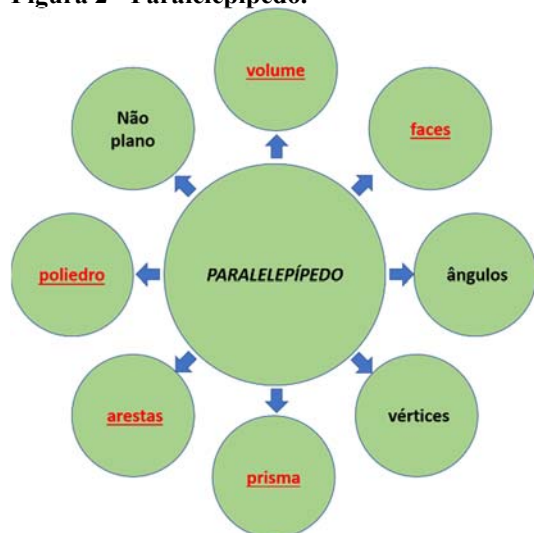 Figura 2 - Paralelepípedo.
volume
Não
plano
faces
poliedro
PARALELEPÍPEDO
ângulos
arestas
vértices
prisma